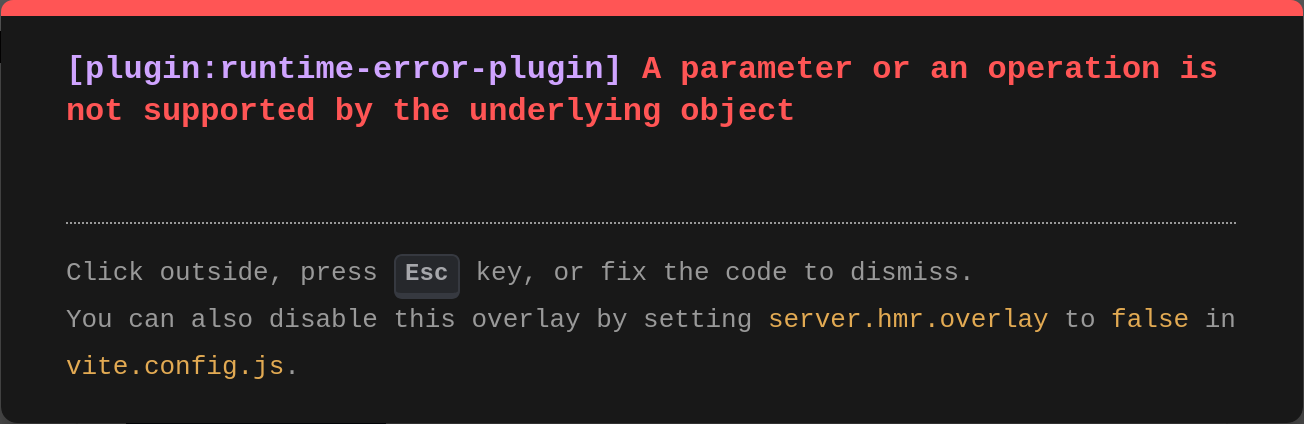 [plugin:runtime-error-plugin] A parameter or an operation is
not supported by the underlying object
Click outside, press Esc key, or fix the code to dismiss.
You can also disable this overlay by setting server.hmr.overlay to false in
vite.config.js.